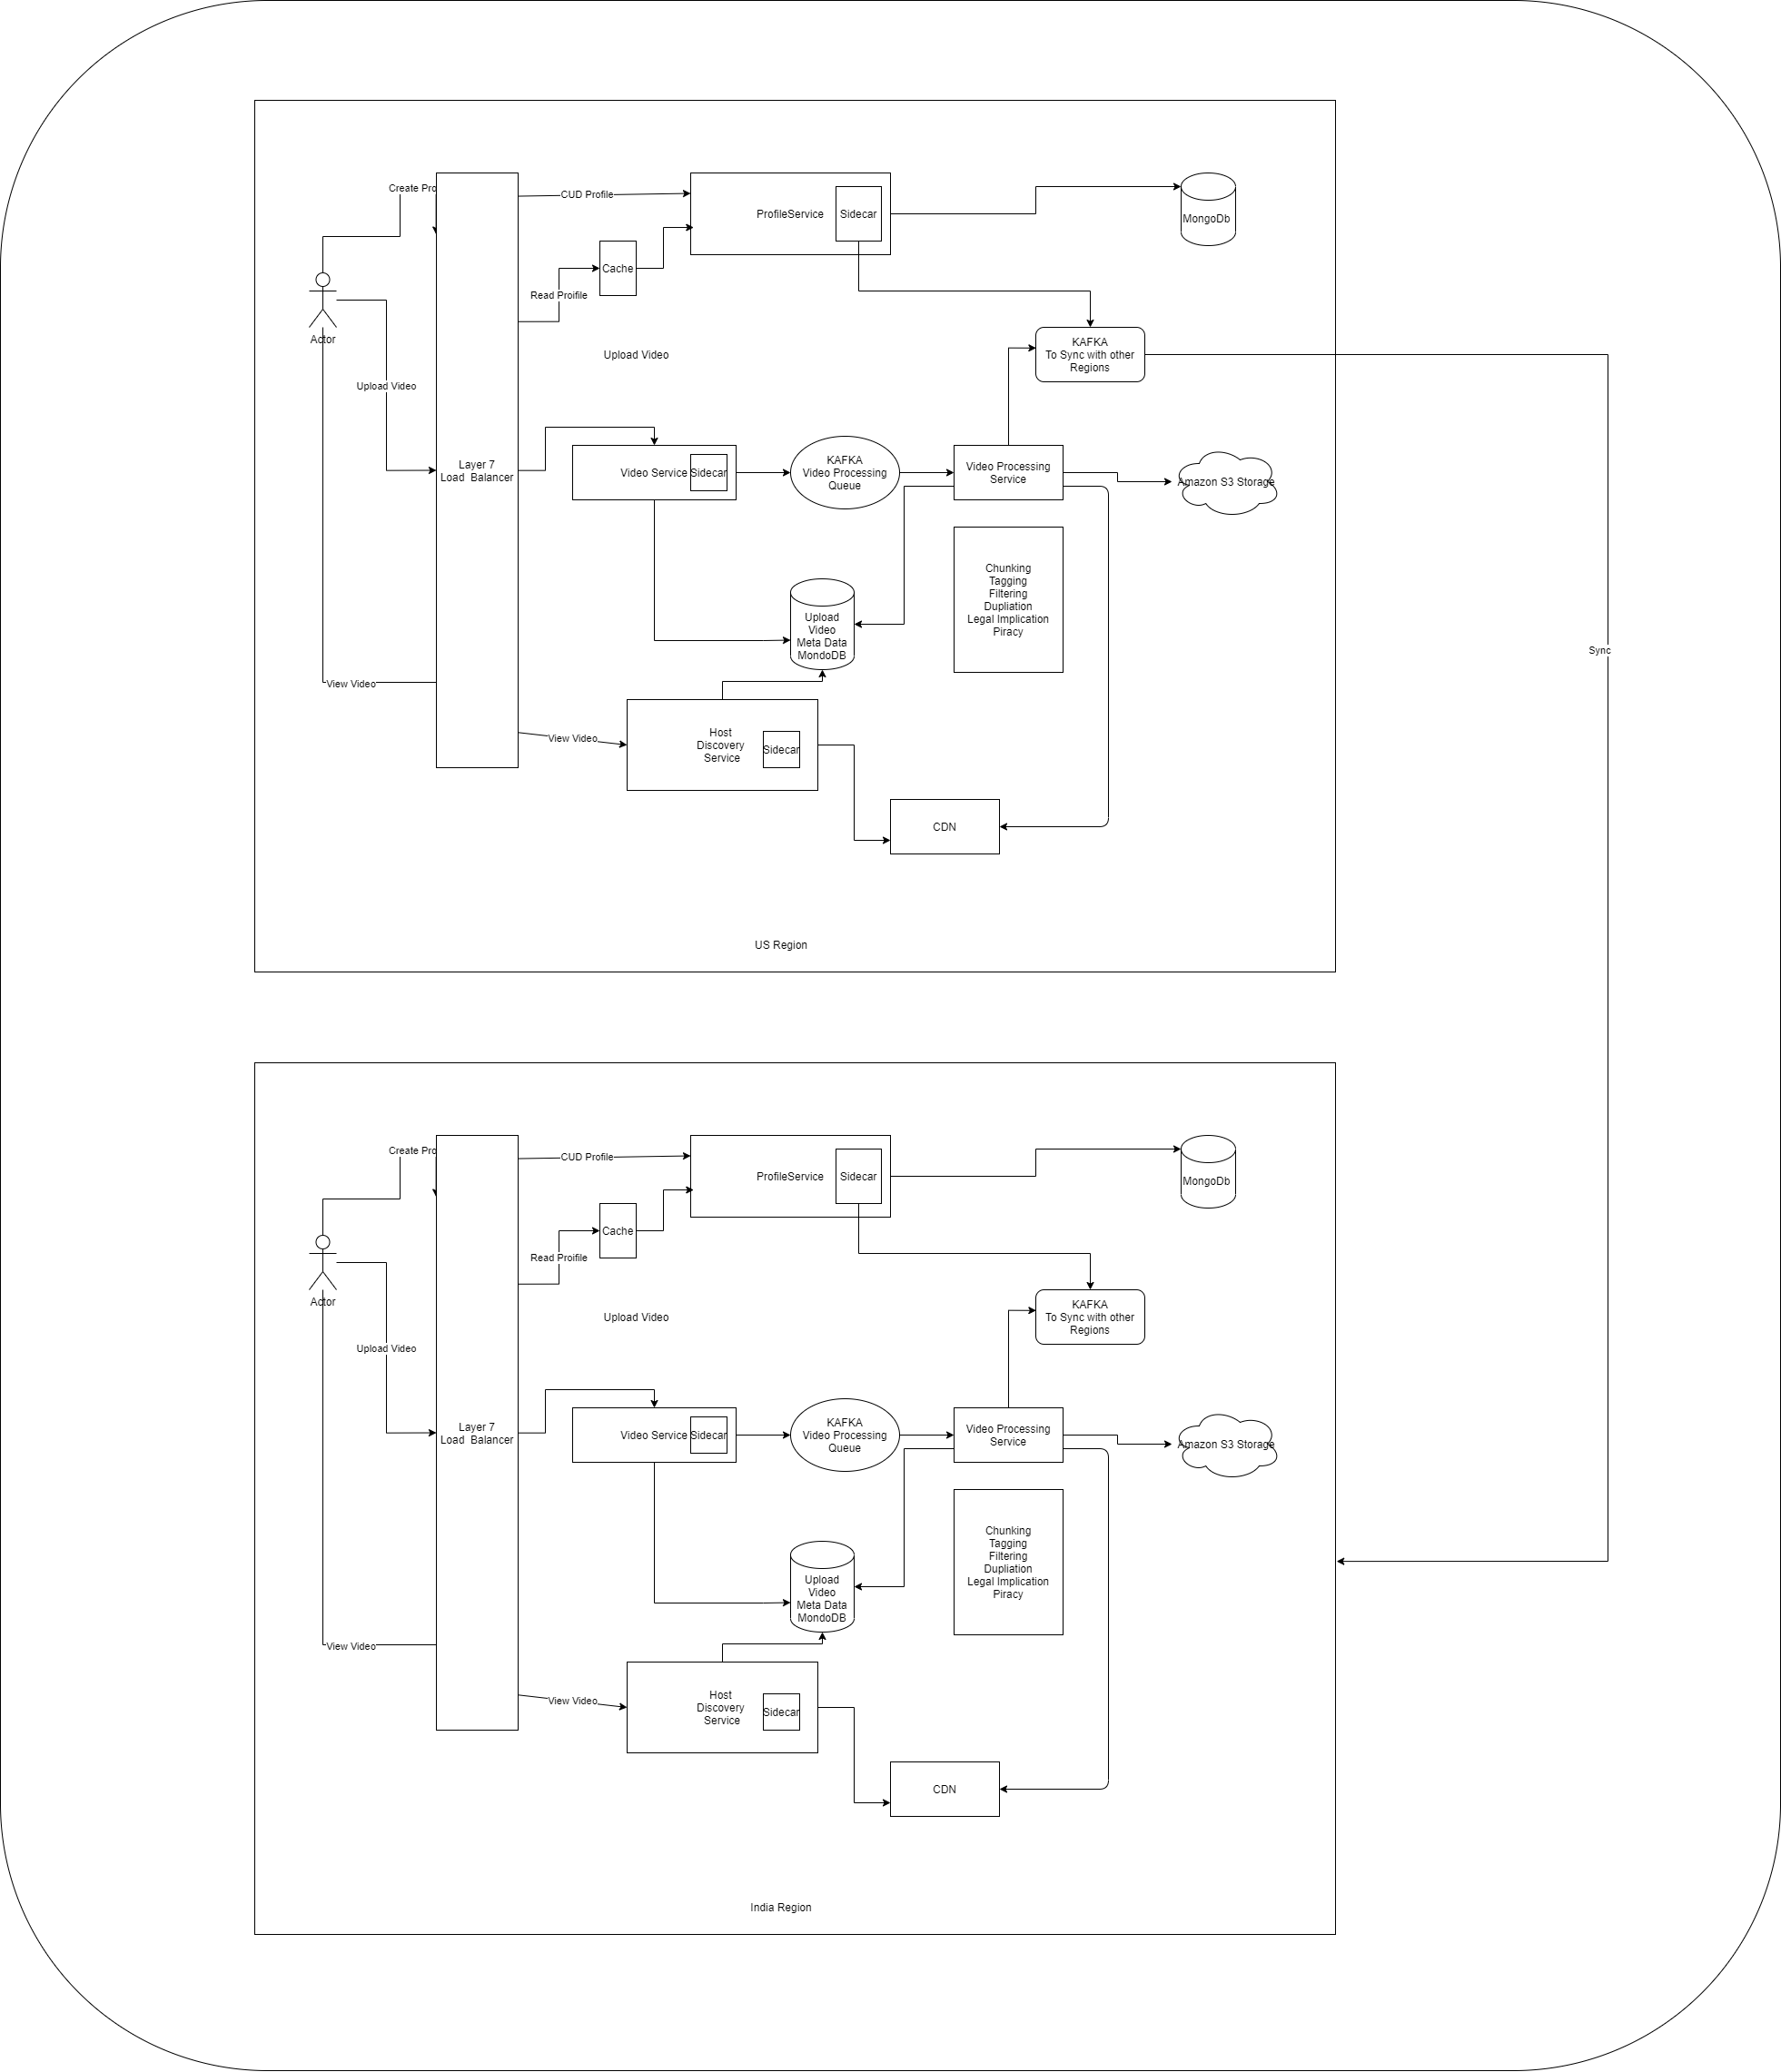 Create Pro
CUD Profile
ProfileService
Sidecar
MongoDb
Cache
Read Proifile
Actor
Upload Video
KAFKA
To Sync with other
Regions
Upload Video
Layer 7
Load Balancer
Video Service
Sidecar
KAFKA
Video Processing
Queue
Video Processing
Service
Amazon S3 Storage
Chunking
Tagging
Filtering
Dupliation
Legal Implication
Piracy
Upload
Video
Meta Data
MondoDB
Sync
View Video
View Video
Host
Discovery
Service
Sidecar
CDN
US Region
Create Pro
CUD Profile
ProfileService
Sidecar
MongoDb
Cache
Read Proifile
Actor
Upload Video
KAFKA
To Sync with other
Regions
Upload Video
Layer 7
Load Balancer
Video Service
Sidecar
KAFKA
Video Processing
Queue
Video Processing
Service
Amazon S3 Storage
Chunking
Tagging
Filtering
Dupliation
Legal Implication
Piracy
Upload
Video
Meta Data
MondoDB
View Video
View Video
Host
Discovery
Service
Sidecar
CDN
India Region